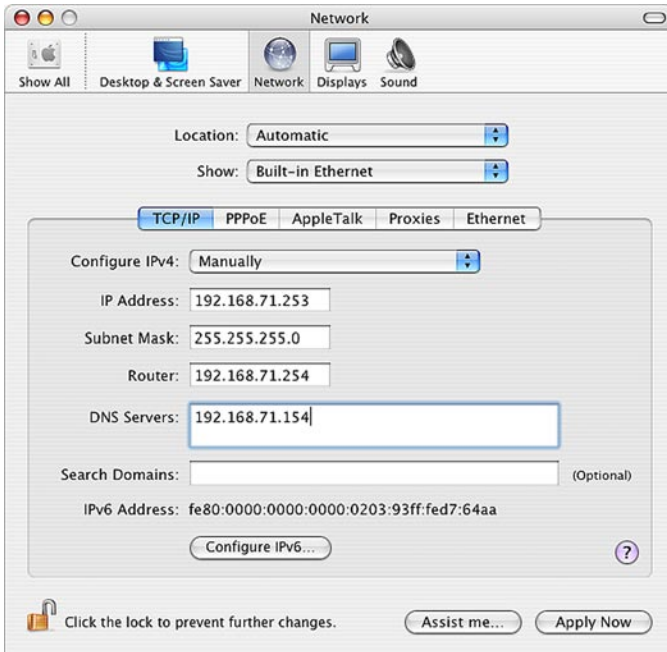 Network
Show All Desktop & Screen Saver Network Displays Sound
Location: Automatic
Show: Built-in Ethernet
TCP/IP PPPoE AppleTalk Proxies Ethernet
Configure IPv4: Manually
IP Address: 192.168.71.253
Subnet Mask: 255.255.255.0
Router: 192.168.71.254
DNS Servers: 192.168.71.154
Search Domains: (Optional)
IPv6 Address: fe80:0000:0000:0000:0203:93ff:fed7:64aa
Configure IPv6...
?
Click the lock to prevent further changes. Assist me... Apply Now